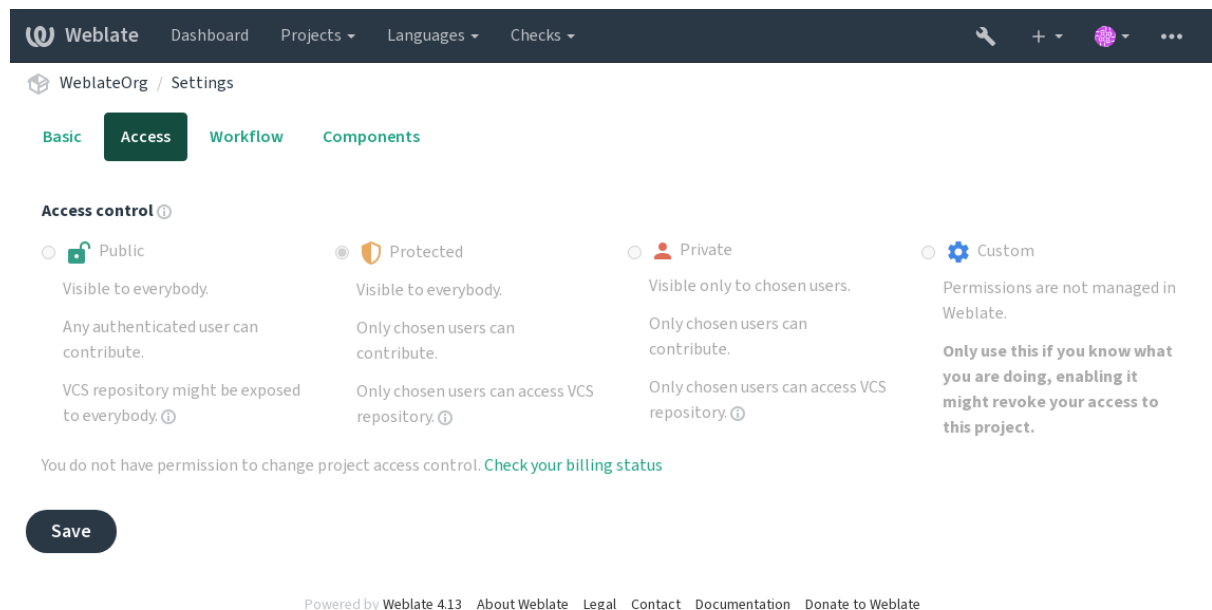 Weblate Dashboard Projects Languages Checks
WeblateOrg / Settings
Basic Access Workflow Components
Access control
Public
Visible to everybody.
Any authenticated user can
contribute.
VCS repository might be exposed
to everybody.
Protected
Visible to everybody.
Only chosen users can
contribute.
Only chosen users can access VCS
repository.
Private
Visible only to chosen users.
Only chosen users can
contribute.
Only chosen users can access VCS
repository.
Custom
Permissions are not managed in
Weblate.
Only use this if you know what
you are doing, enabling it
might revoke your access to
this project.
You do not have permission to change project access control. Check your billing status
Save
Powered by Weblate 4.13 About Weblate Legal Contact Documentation Donate to Weblate